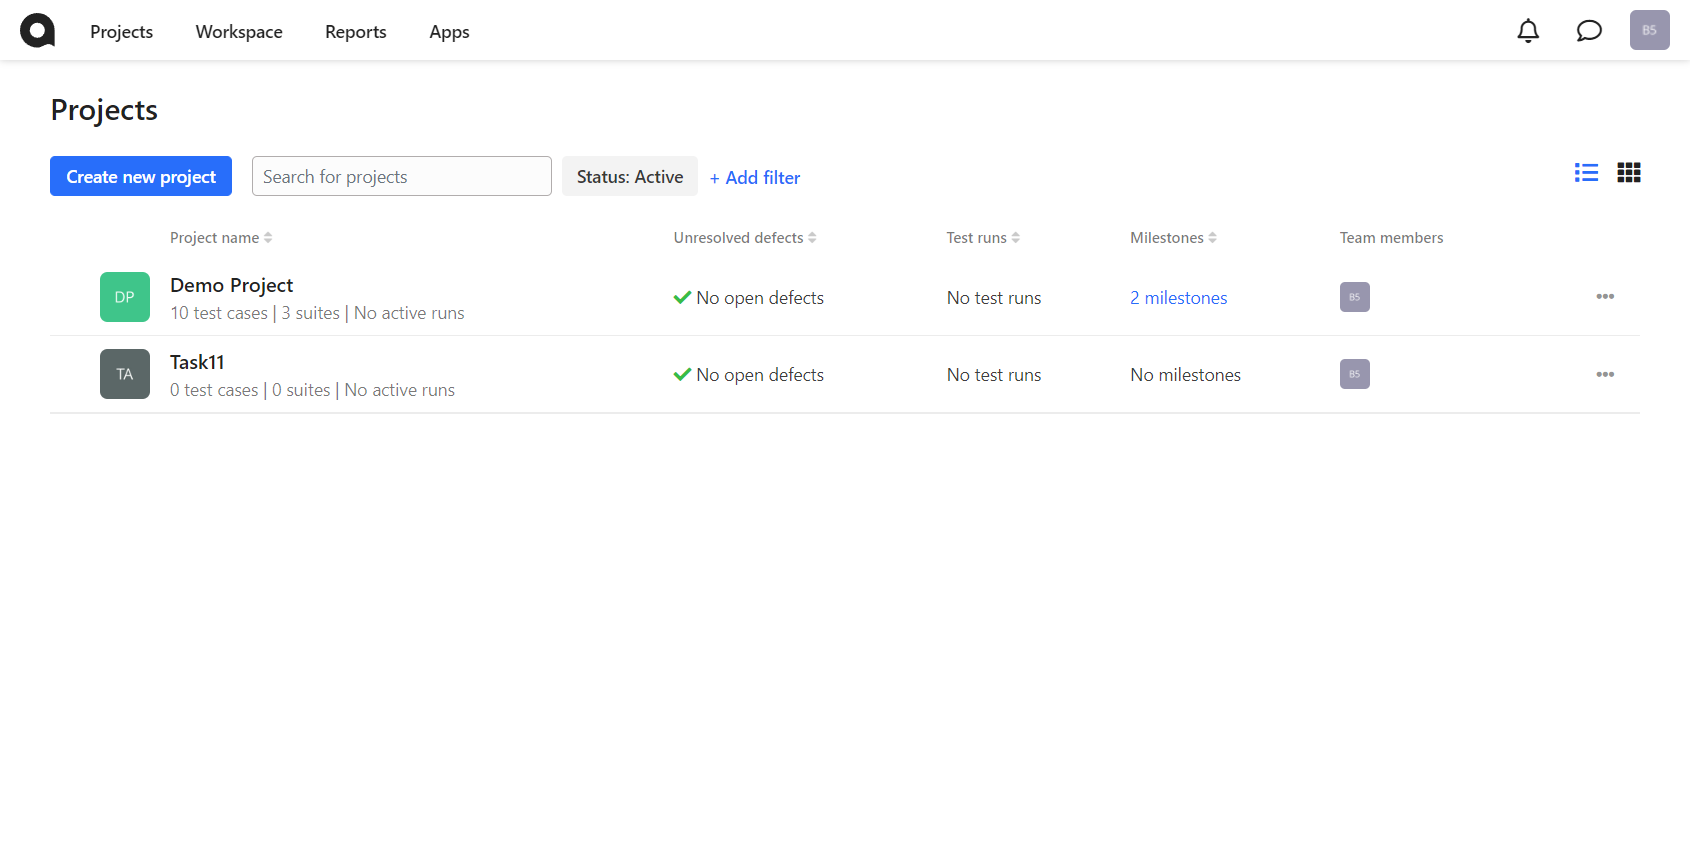 Projects Workspace Reports Apps BS
Projects
Create new project Search for projects Status: Active + Add filter
Project name Unresolved defects Test runs Milestones Team members
DP Demo Project
10 test cases | 3 suites | No active runs No open defects No test runs 2 milestones BS
TA Task11
0 test cases | 0 suites | No active runs No open defects No test runs No milestones BS